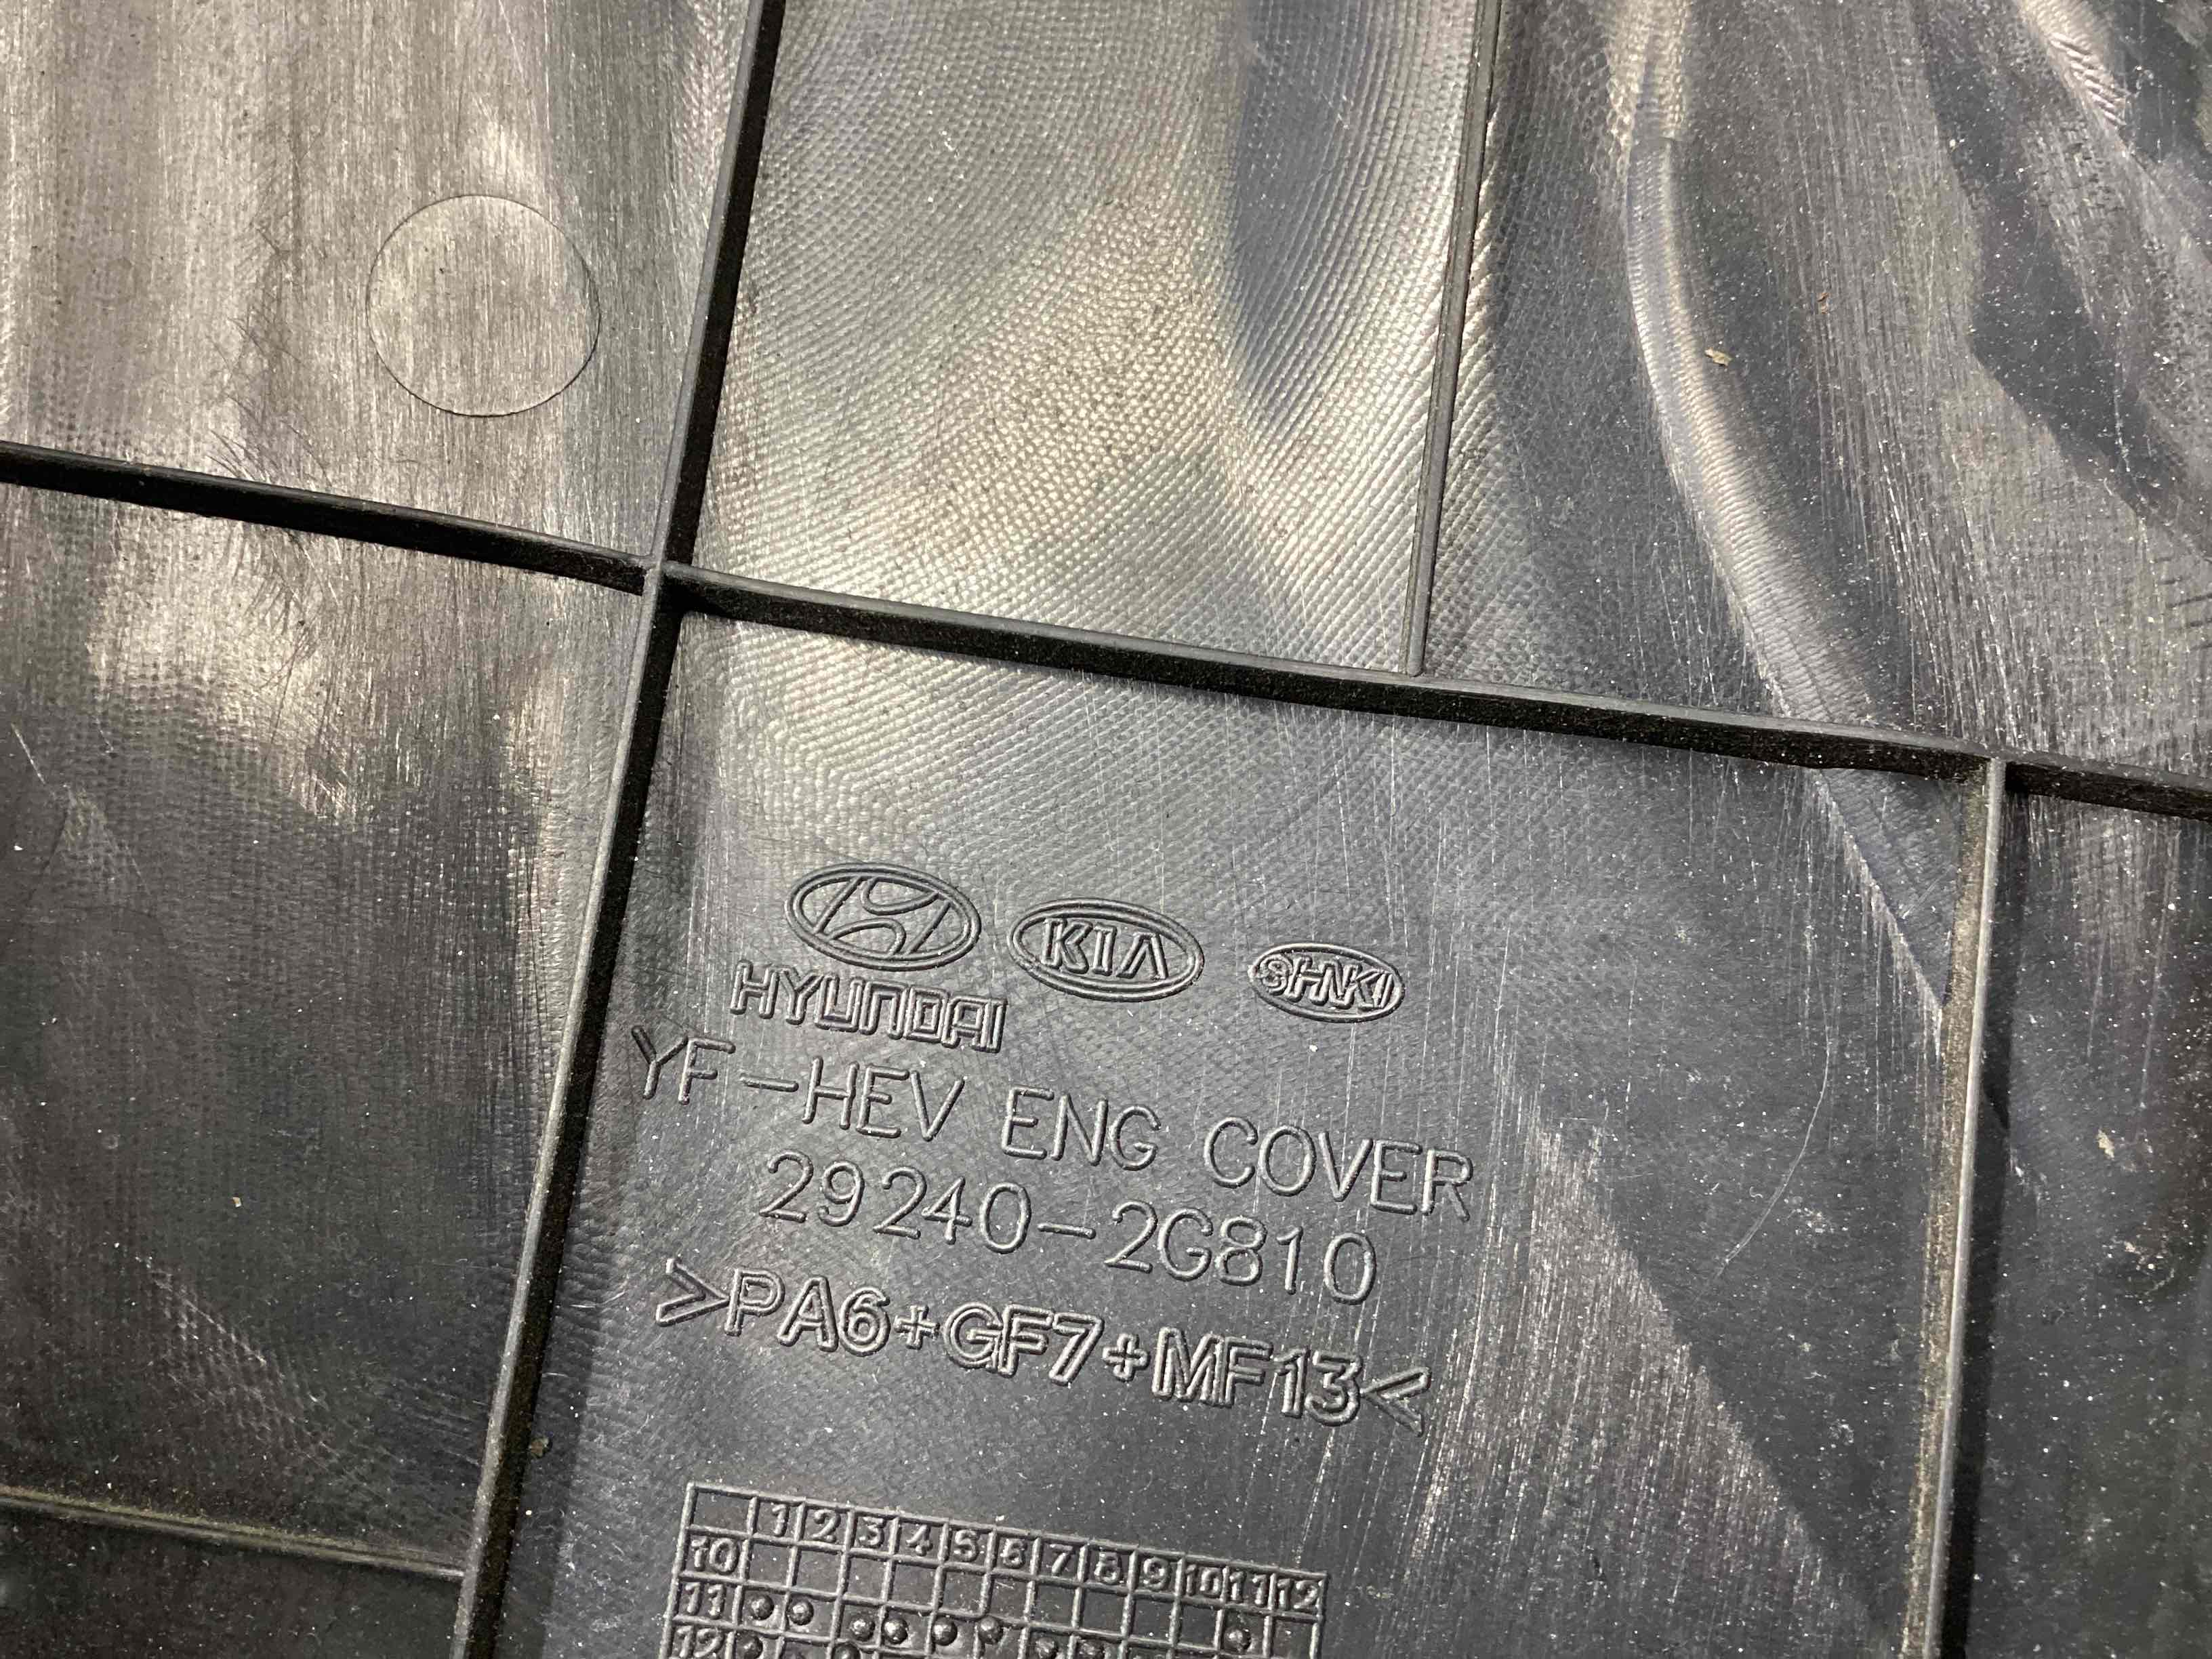 KIA SHNKI
HYUNDAI
YF-HEV ENG COVER
29240-2G810
>PA6+GF7+MF13<
1 2 3 4 5 6 7 8 9 10 11 12
10
11
12